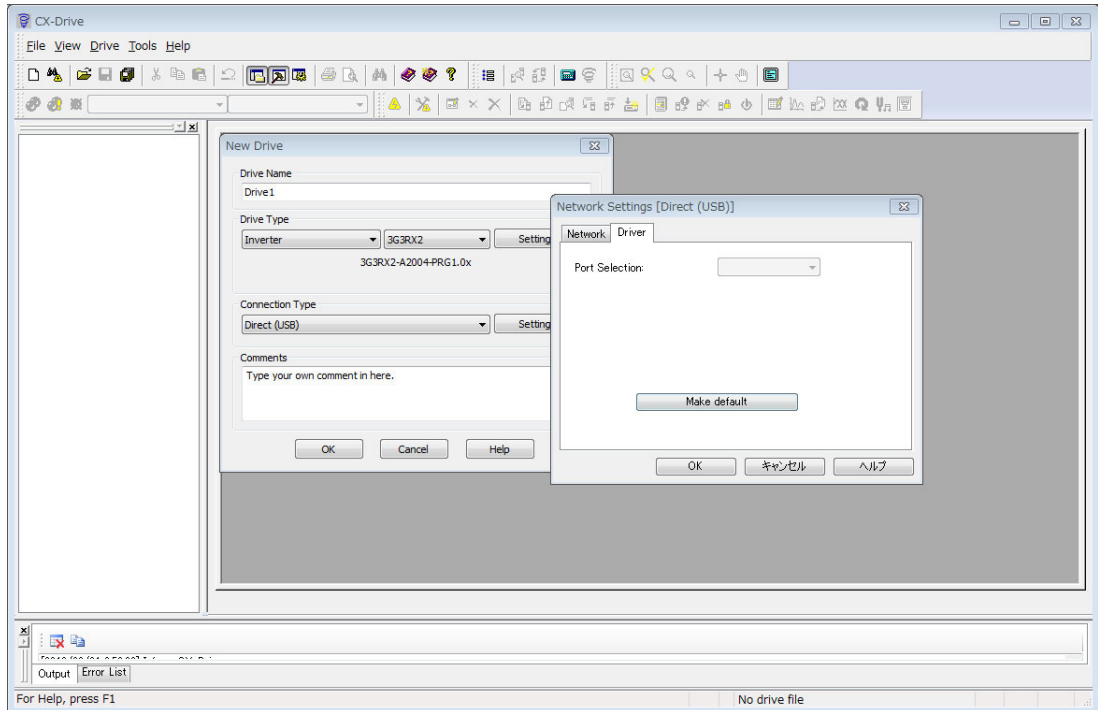 CX-Drive
File View Drive Tools Help
New Drive
Drive Name
Drive1
Drive Type
Inverter
3G3RX2
Setting
3G3RX2-A2004-PRG1.0x
Connection Type
Direct (USB)
Setting
Comments
Type your own comment in here.
OK
Cancel
Help
Network Settings [Direct (USB)]
Network
Driver
Port Selection:
Make default
OK
キャンセル
ヘルプ
Output
Error List
For Help, press F1
No drive file